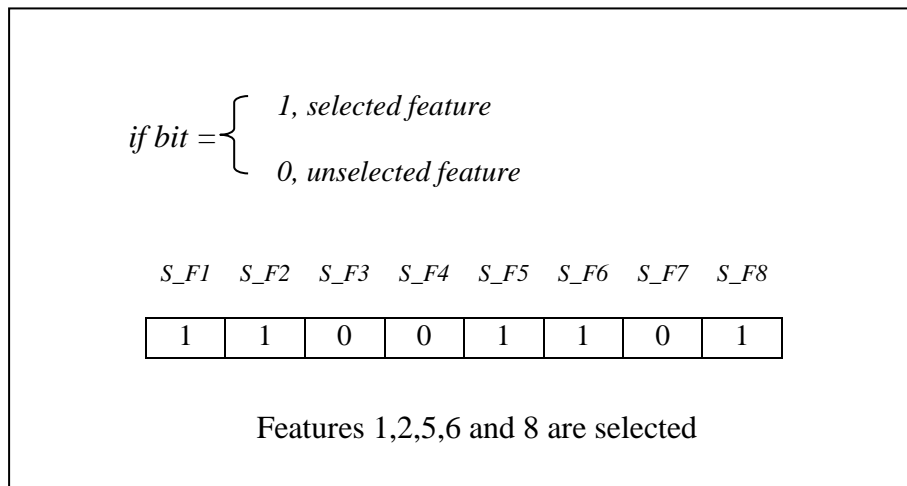 1, selected feature
if bit =
0, unselected feature
S_F1 S_F2 S_F3 S_F4 S_F5 S_F6 S_F7 S_F8
1 1 0 0 1 1 0 1
Features 1,2,5,6 and 8 are selected